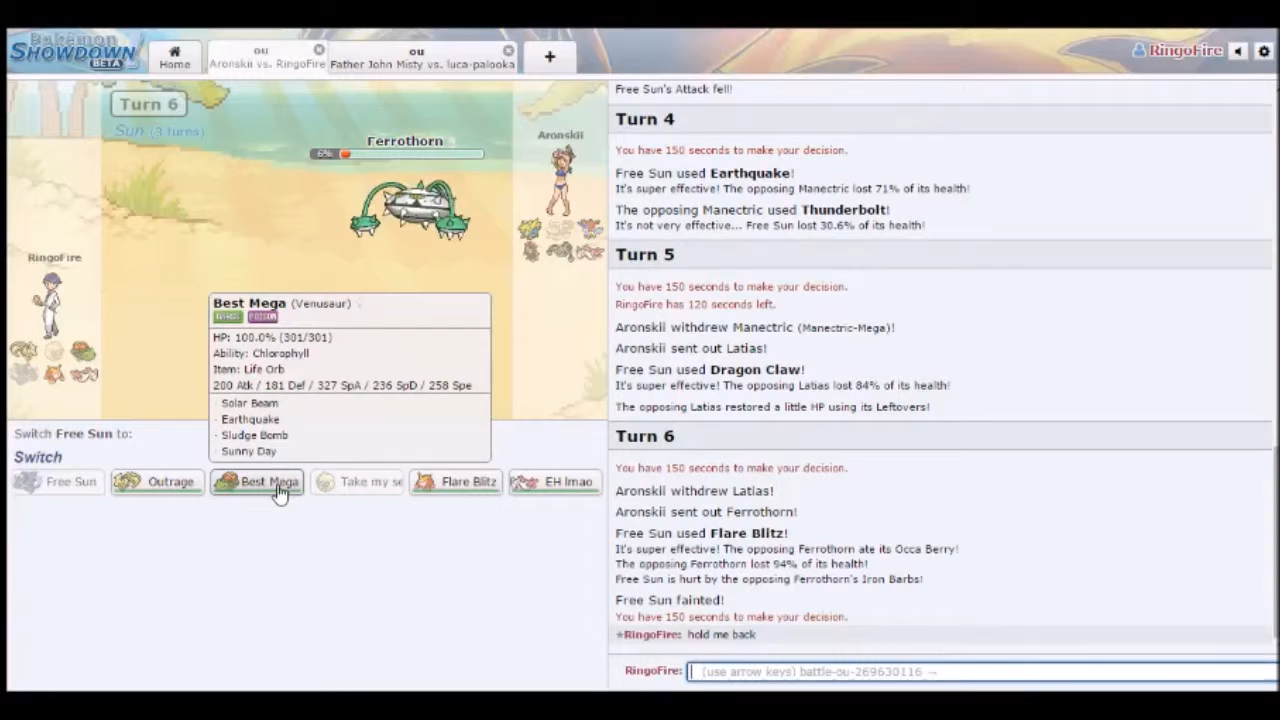 Pokémon
SHOWDOWN
BETA
Home
ou
Aronskii vs. RingoFire
ou
Father John Misty vs. luca-palooka
+
RingoFire
Turn 6
Sun (3 turns)
Ferrothorn
6%
Aronskii
RingoFire
Best Mega (Venusaur)
GRASS POISON
HP: 100.0% (301/301)
Ability: Chlorophyll
Item: Life Orb
200 Atk / 181 Def / 327 SpA / 236 SpD / 258 Spe
· Solar Beam
· Earthquake
· Sludge Bomb
· Sunny Day
Switch Free Sun to:
Switch
Free Sun
Outrage
Best Mega
Take my se
Flare Blitz
EH lmao
Free Sun's Attack fell!
Turn 4
You have 150 seconds to make your decision.
Free Sun used Earthquake!
It's super effective! The opposing Manectric lost 71% of its health!
The opposing Manectric used Thunderbolt!
It's not very effective... Free Sun lost 30.6% of its health!
Turn 5
You have 150 seconds to make your decision.
RingoFire has 120 seconds left.
Aronskii withdrew Manectric (Manectric-Mega)!
Aronskii sent out Latias!
Free Sun used Dragon Claw!
It's super effective! The opposing Latias lost 84% of its health!
The opposing Latias restored a little HP using its Leftovers!
Turn 6
You have 150 seconds to make your decision.
Aronskii withdrew Latias!
Aronskii sent out Ferrothorn!
Free Sun used Flare Blitz!
It's super effective! The opposing Ferrothorn ate its Occa Berry!
The opposing Ferrothorn lost 94% of its health!
Free Sun is hurt by the opposing Ferrothorn's Iron Barbs!
Free Sun fainted!
You have 150 seconds to make your decision.
★RingoFire: hold me back
RingoFire: (use arrow keys) battle-ou-269630116 →